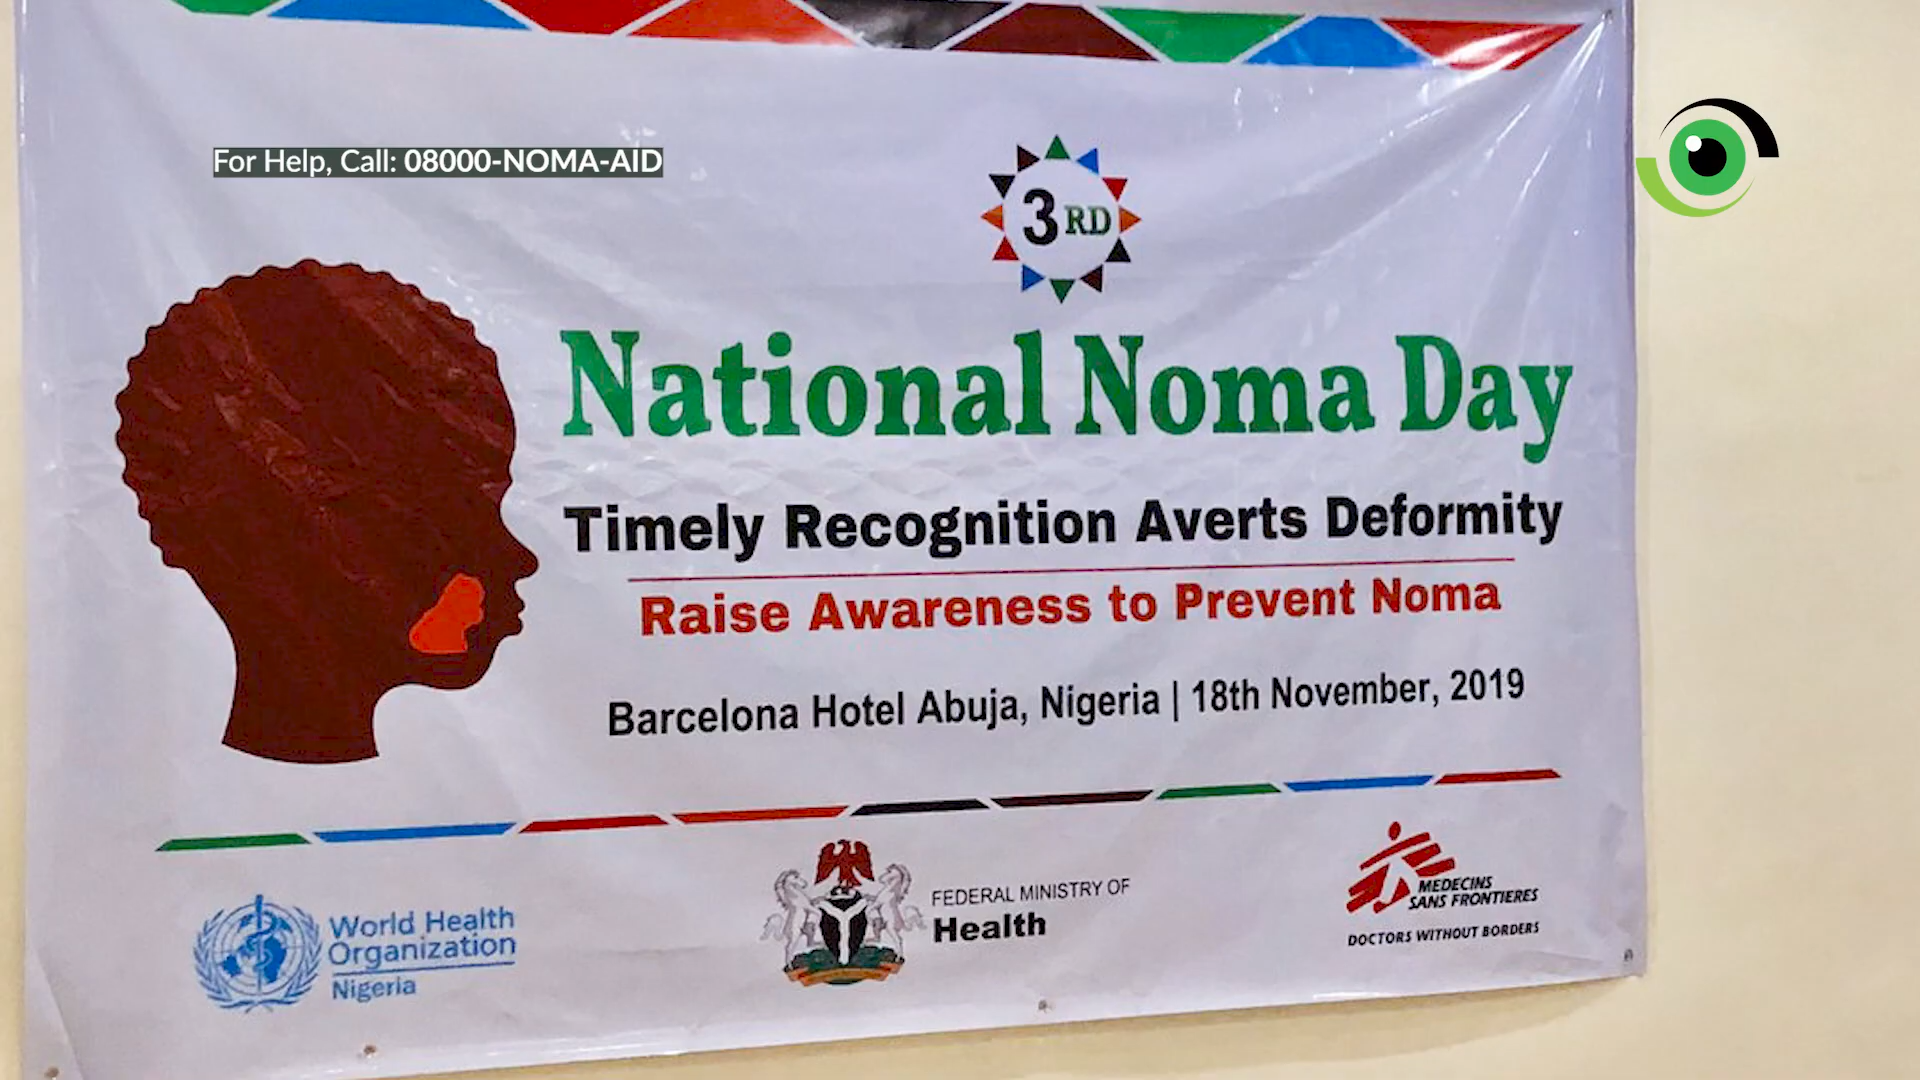 For Help, Call: 08000-NOMA-AID
3RD
National Noma Day
Timely Recognition Averts Deformity
Raise Awareness to Prevent Noma
Barcelona Hotel Abuja, Nigeria | 18th November, 2019
World Health
Organization
Nigeria
FEDERAL MINISTRY OF
Health
MEDECINS
SANS FRONTIERES
DOCTORS WITHOUT BORDERS